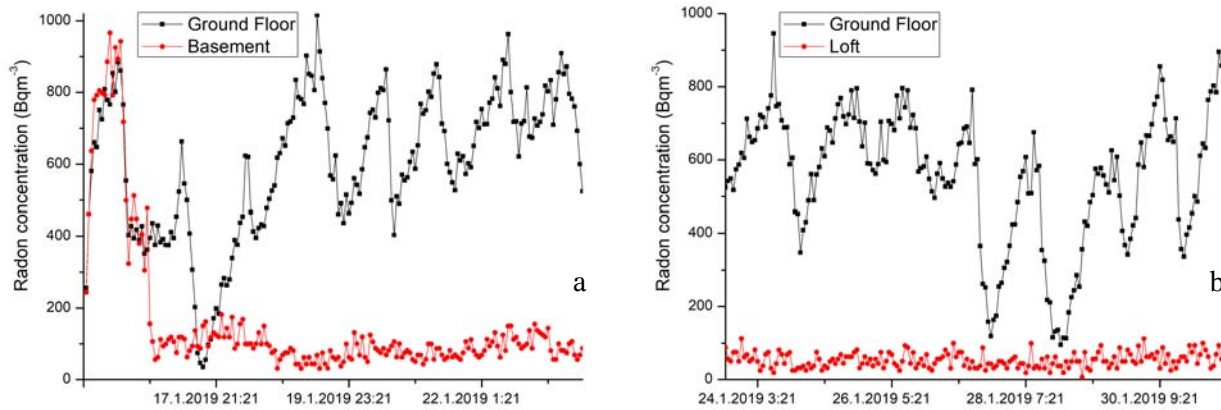 Radon concentration (Bqm⁻³)
1000
800
600
400
200
0
Ground Floor
Basement
a
17.1.2019 21:21
19.1.2019 23:21
22.1.2019 1:21
Radon concentration (Bqm⁻³)
1000
800
600
400
200
0
Ground Floor
Loft
b
24.1.2019 3:21
26.1.2019 5:21
28.1.2019 7:21
30.1.2019 9:21